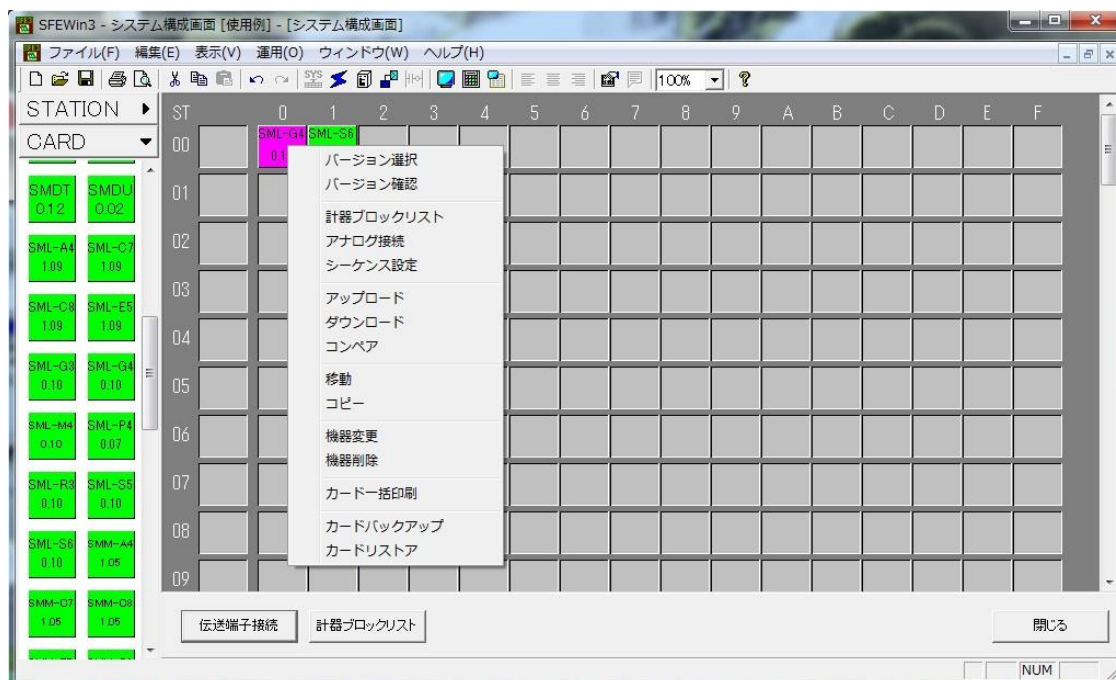 SFEWin3 - システム構成画面 [使用例] - [システム構成画面]
ファイル(F) 編集(E) 表示(V) 運用(O) ウィンドウ(W) ヘルプ(H)
SYS 100%
STATION
CARD
SMDT 0.12 SMDU 0.02
SML-A4 1.09 SML-C7 1.09
SML-C8 1.09 SML-E5 1.09
SML-G3 0.10 SML-G4 0.10
SML-M4 0.10 SML-P4 0.07
SML-R3 0.10 SML-S5 0.10
SML-S6 0.10 SMM-A4 1.05
SMM-C7 1.05 SMM-C8 1.05
ST 0 1 2 3 4 5 6 7 8 9 A B C D E F
00 SML-G4 SML-S6
01
02
03
04
05
06
07
08
09
バージョン選択
バージョン確認
計器ブロックリスト
アナログ接続
シーケンス設定
アップロード
ダウンロード
コンペア
移動
コピー
機器変更
機器削除
カード一括印刷
カードバックアップ
カードリストア
伝送端子接続 計器ブロックリスト 閉じる
NUM